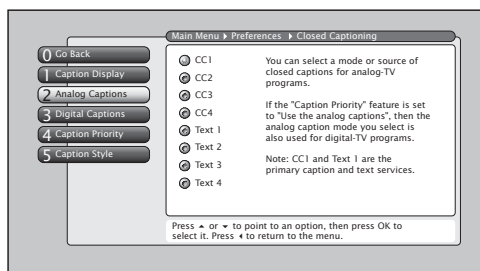 Main Menu ▸ Preferences ▸ Closed Captioning
0 Go Back
1 Caption Display
2 Analog Captions
3 Digital Captions
4 Caption Priority
5 Caption Style
CC1
CC2
CC3
CC4
Text 1
Text 2
Text 3
Text 4
You can select a mode or source of
closed captions for analog-TV
programs.
If the "Caption Priority" feature is set
to "Use the analog captions", then the
analog caption mode you select is
also used for digital-TV programs.
Note: CC1 and Text 1 are the
primary caption and text services.
Press ▴ or ▾ to point to an option, then press OK to
select it. Press ◂ to return to the menu.